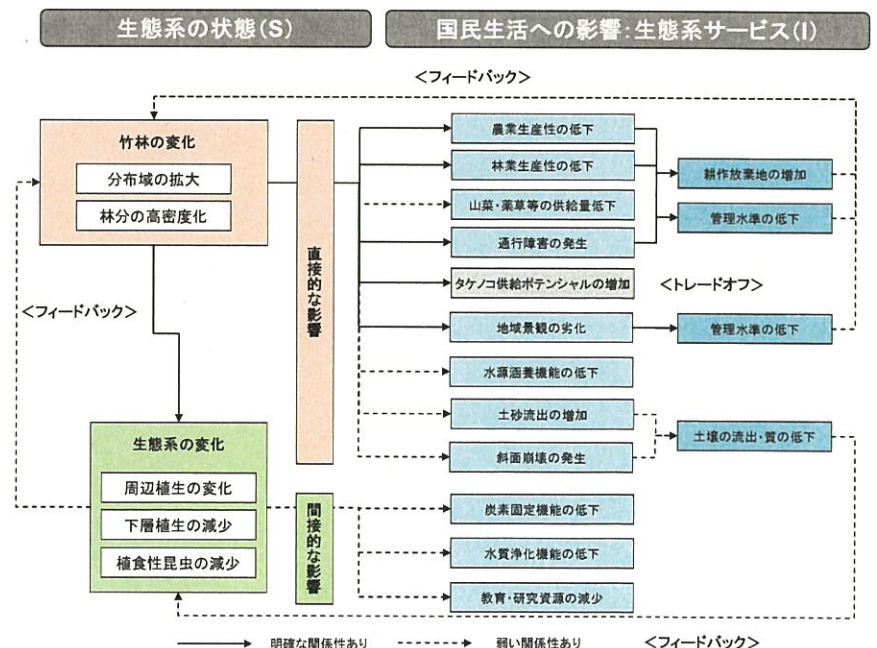 生態系の状態(S)
国民生活への影響:生態系サービス(I)
<フィードバック>
竹林の変化
分布域の拡大
林分の高密度化
<フィードバック>
生態系の変化
周辺植生の変化
下層植生の減少
植食性昆虫の減少
直接的な影響
間接的な影響
農業生産性の低下
林業生産性の低下
山菜・薬草等の供給量低下
通行障害の発生
タケノコ供給ポテンシャルの増加
<トレードオフ>
地域景観の劣化
水源涵養機能の低下
土砂流出の増加
斜面崩壊の発生
炭素固定機能の低下
水質浄化機能の低下
教育・研究資源の減少
耕作放棄地の増加
管理水準の低下
管理水準の低下
土壌の流出・質の低下
明確な関係性あり
弱い関係性あり
<フィードバック>